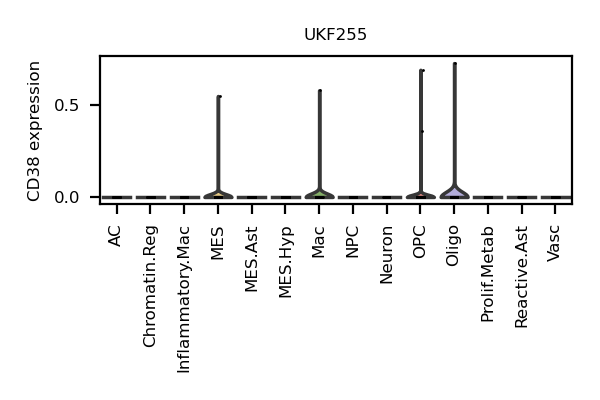 UKF255
CD38 expression
0.5
0.0
AC
Chromatin.Reg
Inflammatory.Mac
MES
MES.Ast
MES.Hyp
Mac
NPC
Neuron
OPC
Oligo
Prolif.Metab
Reactive.Ast
Vasc